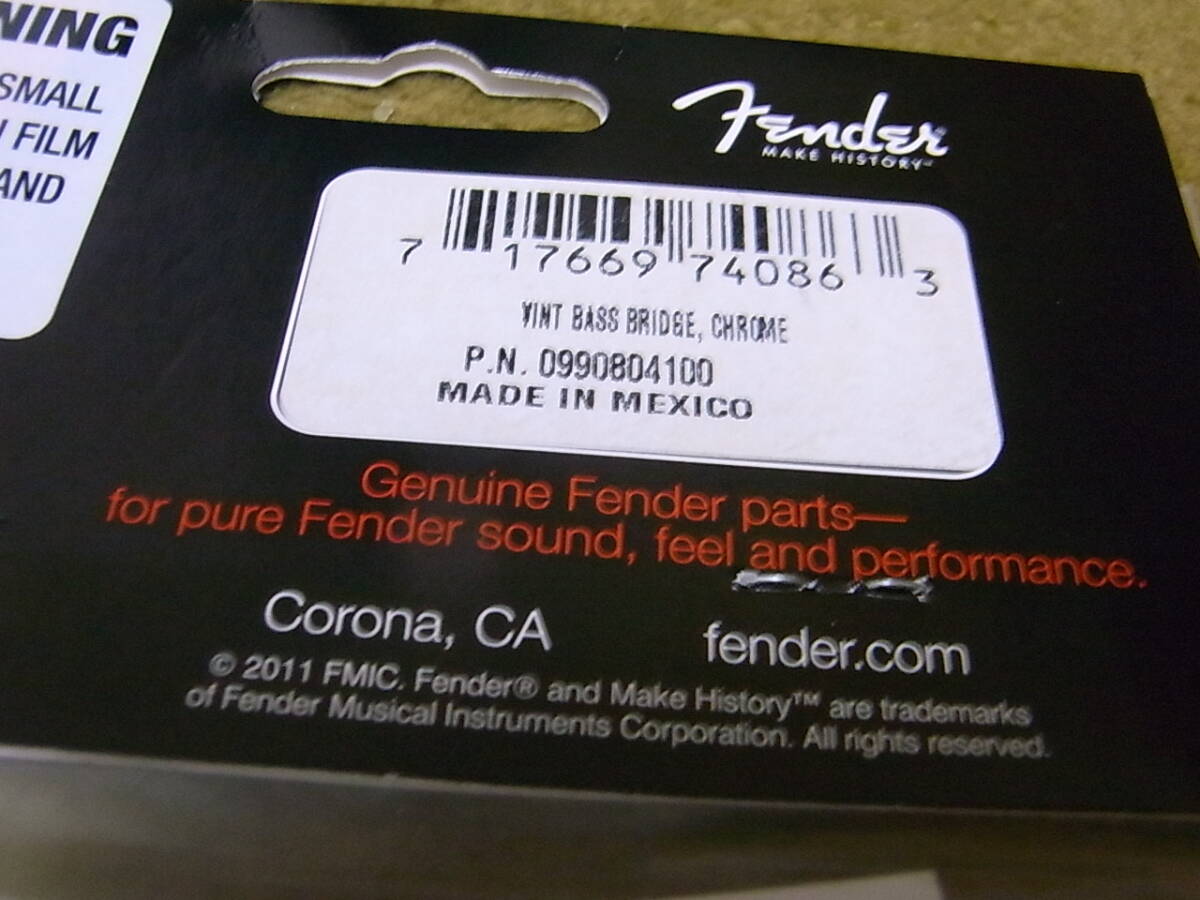 NING
SMALL
FILM
AND
Fender
MAKE HISTORY™
7 17669 74086 3
VINT BASS BRIDGE, CHROME
P.N. 0990804100
MADE IN MEXICO
Genuine Fender parts—
for pure Fender sound, feel and performance.
Corona, CA
fender.com
© 2011 FMIC. Fender® and Make History™ are trademarks
of Fender Musical Instruments Corporation. All rights reserved.